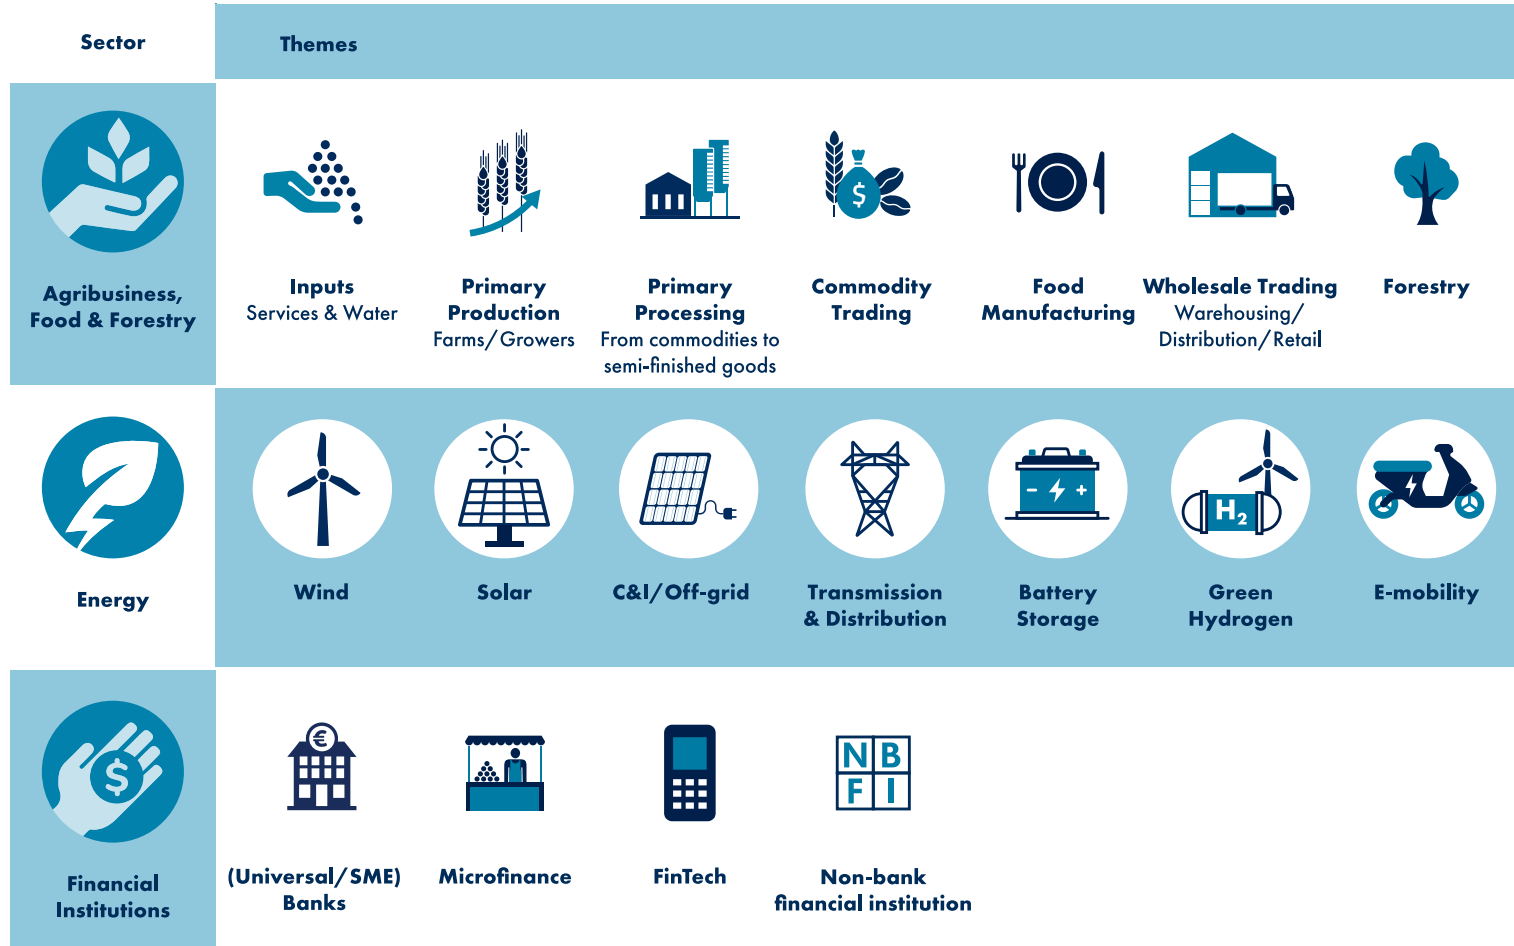 Sector
Themes
Agribusiness,
Food & Forestry
Inputs
Services & Water
Primary
Production
Farms/Growers
Primary
Processing
From commodities to
semi-finished goods
$
Commodity
Trading
Food
Manufacturing
Wholesale Trading
Warehousing/
Distribution/Retail
Forestry
Energy
Wind
Solar
C&I/Off-grid
Transmission
& Distribution
- +
Battery
Storage
H2
Green
Hydrogen
E-mobility
$
Financial
Institutions
€
(Universal/SME)
Banks
Microfinance
FinTech
N B
F I
Non-bank
financial institution